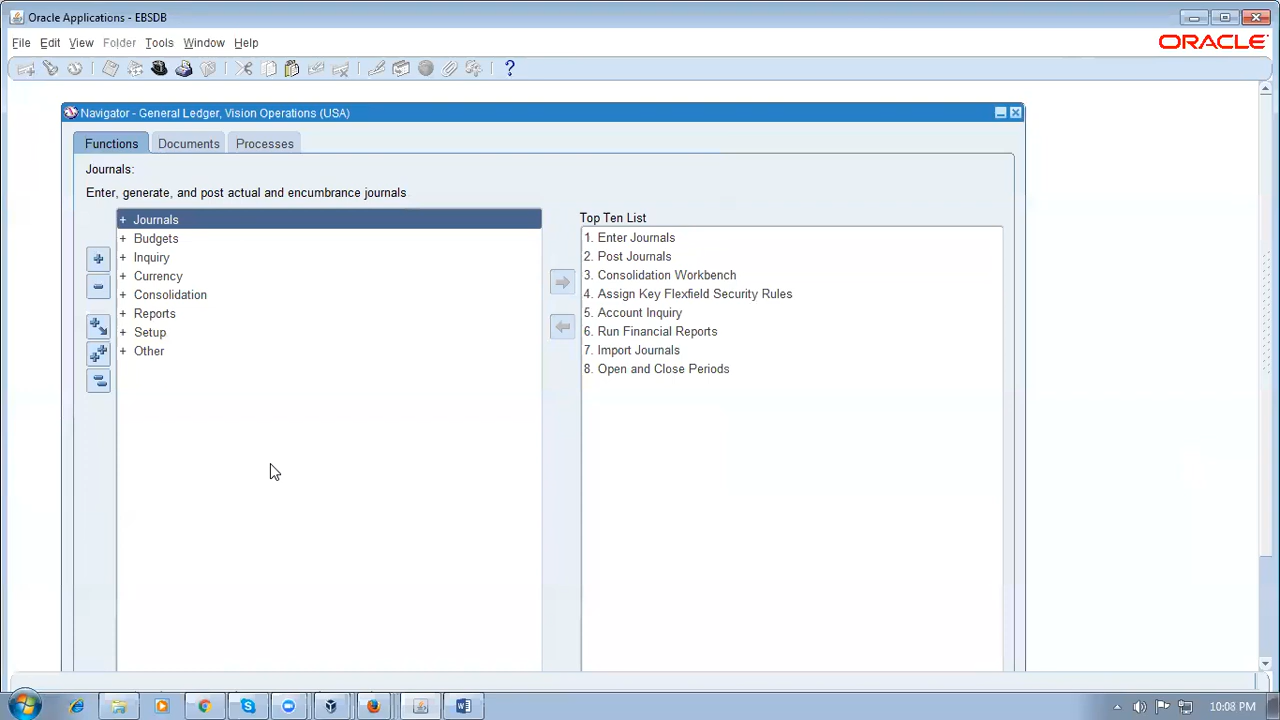 Oracle Applications - EBSDB
File Edit View Folder Tools Window Help
ORACLE
Navigator - General Ledger, Vision Operations (USA)
Functions Documents Processes
Journals:
Enter, generate, and post actual and encumbrance journals
+ Journals
+ Budgets
+ Inquiry
+ Currency
+ Consolidation
+ Reports
+ Setup
+ Other
Top Ten List
1. Enter Journals
2. Post Journals
3. Consolidation Workbench
4. Assign Key Flexfield Security Rules
5. Account Inquiry
6. Run Financial Reports
7. Import Journals
8. Open and Close Periods
10:08 PM